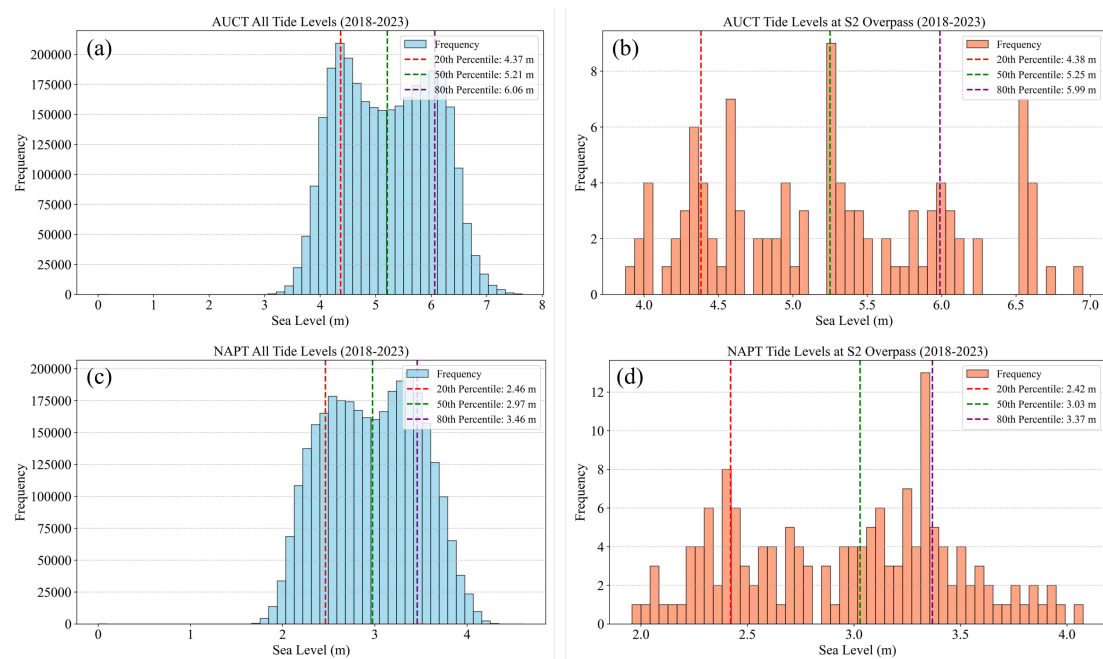 AUCT All Tide Levels (2018-2023)
(a)
Frequency
20th Percentile: 4.37 m
50th Percentile: 5.21 m
80th Percentile: 6.06 m
Frequency
200000
175000
150000
125000
100000
75000
50000
25000
0
0 1 2 3 4 5 6 7 8
Sea Level (m)
AUCT Tide Levels at S2 Overpass (2018-2023)
(b)
Frequency
20th Percentile: 4.38 m
50th Percentile: 5.25 m
80th Percentile: 5.99 m
Frequency
8
6
4
2
0
4.0 4.5 5.0 5.5 6.0 6.5 7.0
Sea Level (m)
NAPT All Tide Levels (2018-2023)
(c)
Frequency
20th Percentile: 2.46 m
50th Percentile: 2.97 m
80th Percentile: 3.46 m
Frequency
200000
175000
150000
125000
100000
75000
50000
25000
0
0 1 2 3 4
Sea Level (m)
NAPT Tide Levels at S2 Overpass (2018-2023)
(d)
Frequency
20th Percentile: 2.42 m
50th Percentile: 3.03 m
80th Percentile: 3.37 m
Frequency
12
10
8
6
4
2
0
2.0 2.5 3.0 3.5 4.0
Sea Level (m)